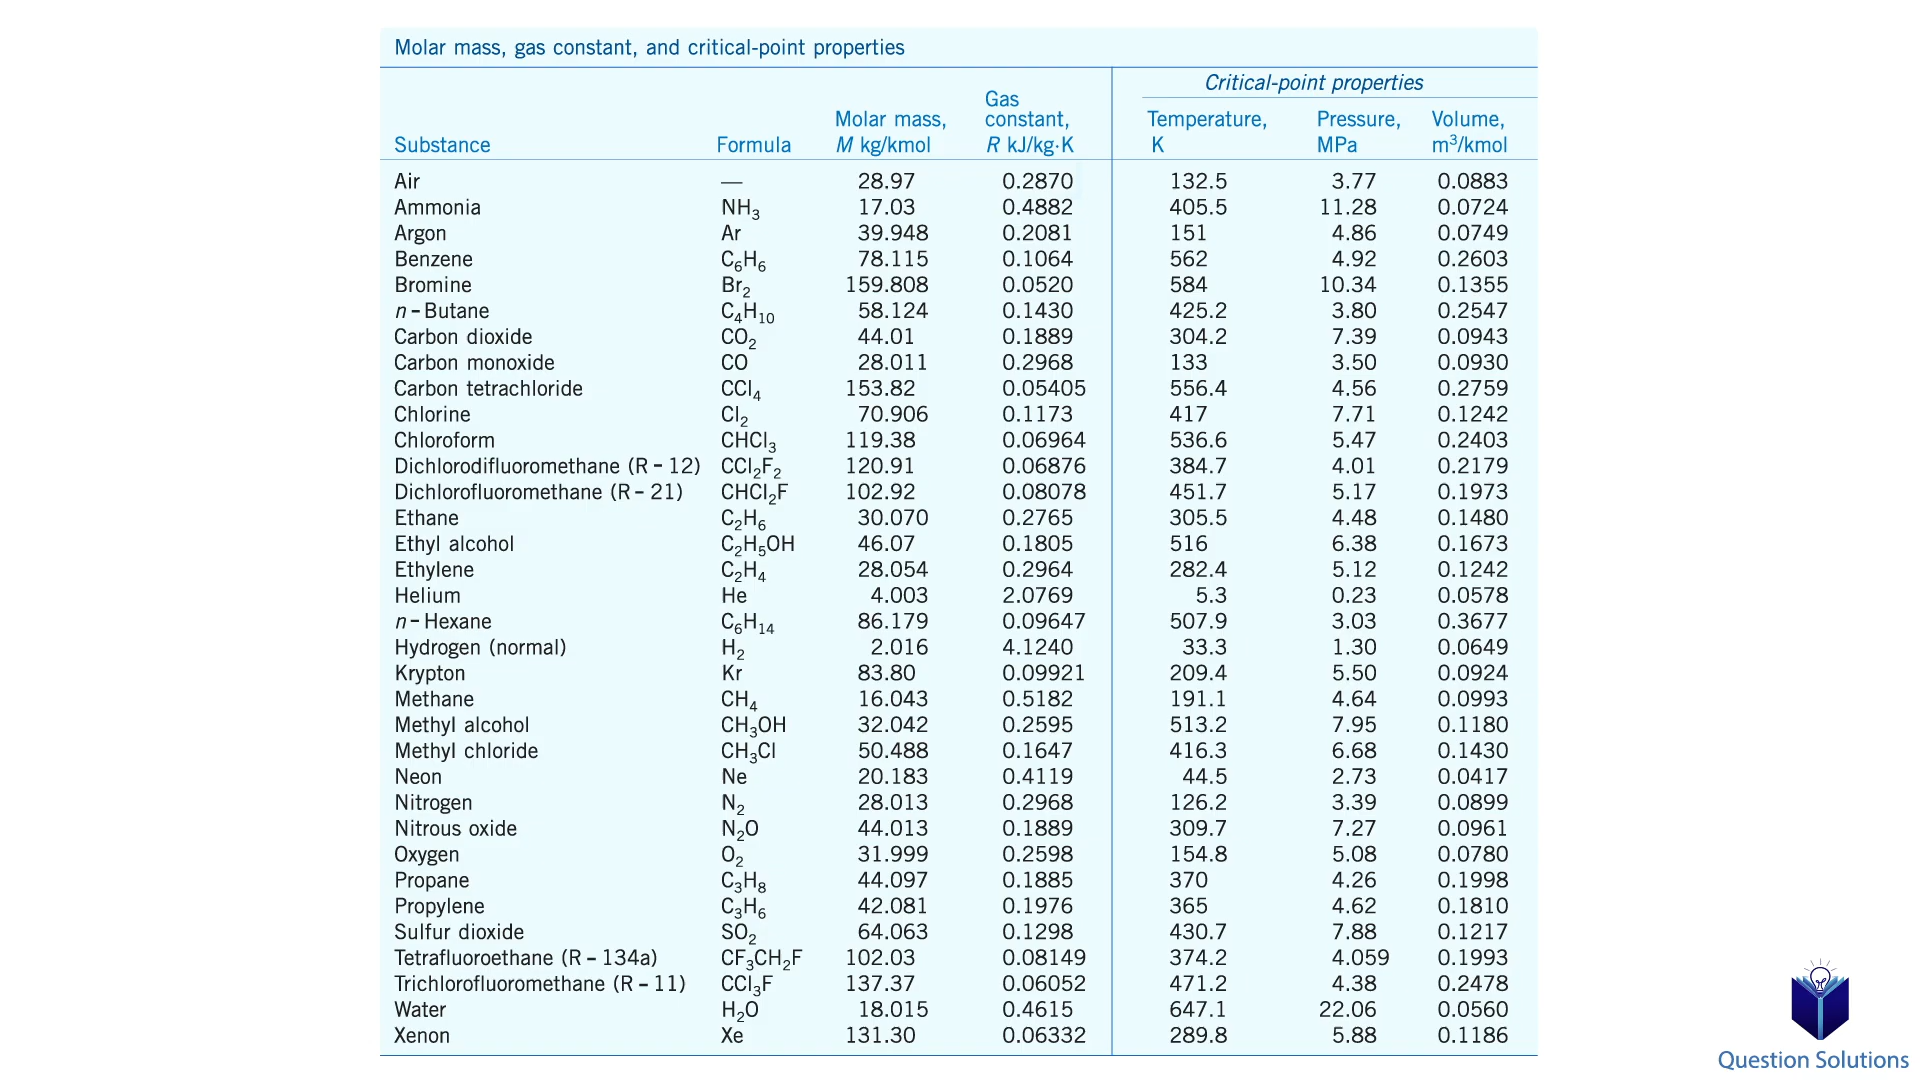 Molar mass, gas constant, and critical-point properties
Critical-point properties
Gas
Molar mass, constant, Temperature, Pressure, Volume,
Substance Formula M kg/kmol R kJ/kg·K K MPa m³/kmol
Air — 28.97 0.2870 132.5 3.77 0.0883
Ammonia NH₃ 17.03 0.4882 405.5 11.28 0.0724
Argon Ar 39.948 0.2081 151 4.86 0.0749
Benzene C₆H₆ 78.115 0.1064 562 4.92 0.2603
Bromine Br₂ 159.808 0.0520 584 10.34 0.1355
n-Butane C₄H₁₀ 58.124 0.1430 425.2 3.80 0.2547
Carbon dioxide CO₂ 44.01 0.1889 304.2 7.39 0.0943
Carbon monoxide CO 28.011 0.2968 133 3.50 0.0930
Carbon tetrachloride CCl₄ 153.82 0.05405 556.4 4.56 0.2759
Chlorine Cl₂ 70.906 0.1173 417 7.71 0.1242
Chloroform CHCl₃ 119.38 0.06964 536.6 5.47 0.2403
Dichlorodifluoromethane (R-12) CCl₂F₂ 120.91 0.06876 384.7 4.01 0.2179
Dichlorofluoromethane (R-21) CHCl₂F 102.92 0.08078 451.7 5.17 0.1973
Ethane C₂H₆ 30.070 0.2765 305.5 4.48 0.1480
Ethyl alcohol C₂H₅OH 46.07 0.1805 516 6.38 0.1673
Ethylene C₂H₄ 28.054 0.2964 282.4 5.12 0.1242
Helium He 4.003 2.0769 5.3 0.23 0.0578
n-Hexane C₆H₁₄ 86.179 0.09647 507.9 3.03 0.3677
Hydrogen (normal) H₂ 2.016 4.1240 33.3 1.30 0.0649
Krypton Kr 83.80 0.09921 209.4 5.50 0.0924
Methane CH₄ 16.043 0.5182 191.1 4.64 0.0993
Methyl alcohol CH₃OH 32.042 0.2595 513.2 7.95 0.1180
Methyl chloride CH₃Cl 50.488 0.1647 416.3 6.68 0.1430
Neon Ne 20.183 0.4119 44.5 2.73 0.0417
Nitrogen N₂ 28.013 0.2968 126.2 3.39 0.0899
Nitrous oxide N₂O 44.013 0.1889 309.7 7.27 0.0961
Oxygen O₂ 31.999 0.2598 154.8 5.08 0.0780
Propane C₃H₈ 44.097 0.1885 370 4.26 0.1998
Propylene C₃H₆ 42.081 0.1976 365 4.62 0.1810
Sulfur dioxide SO₂ 64.063 0.1298 430.7 7.88 0.1217
Tetrafluoroethane (R-134a) CF₃CH₂F 102.03 0.08149 374.2 4.059 0.1993
Trichlorofluoromethane (R-11) CCl₃F 137.37 0.06052 471.2 4.38 0.2478
Water H₂O 18.015 0.4615 647.1 22.06 0.0560
Xenon Xe 131.30 0.06332 289.8 5.88 0.1186
Question Solutions